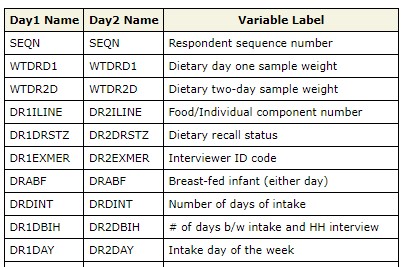 Day1 Name Day2 Name Variable Label
SEQN SEQN Respondent sequence number
WTDRD1 WTDRD1 Dietary day one sample weight
WTDR2D WTDR2D Dietary two-day sample weight
DR1ILINE DR2ILINE Food/Individual component number
DR1DRSTZ DR2DRSTZ Dietary recall status
DR1EXMER DR2EXMER Interviewer ID code
DRABF DRABF Breast-fed infant (either day)
DRDINT DRDINT Number of days of intake
DR1DBIH DR2DBIH # of days b/w intake and HH interview
DR1DAY DR2DAY Intake day of the week